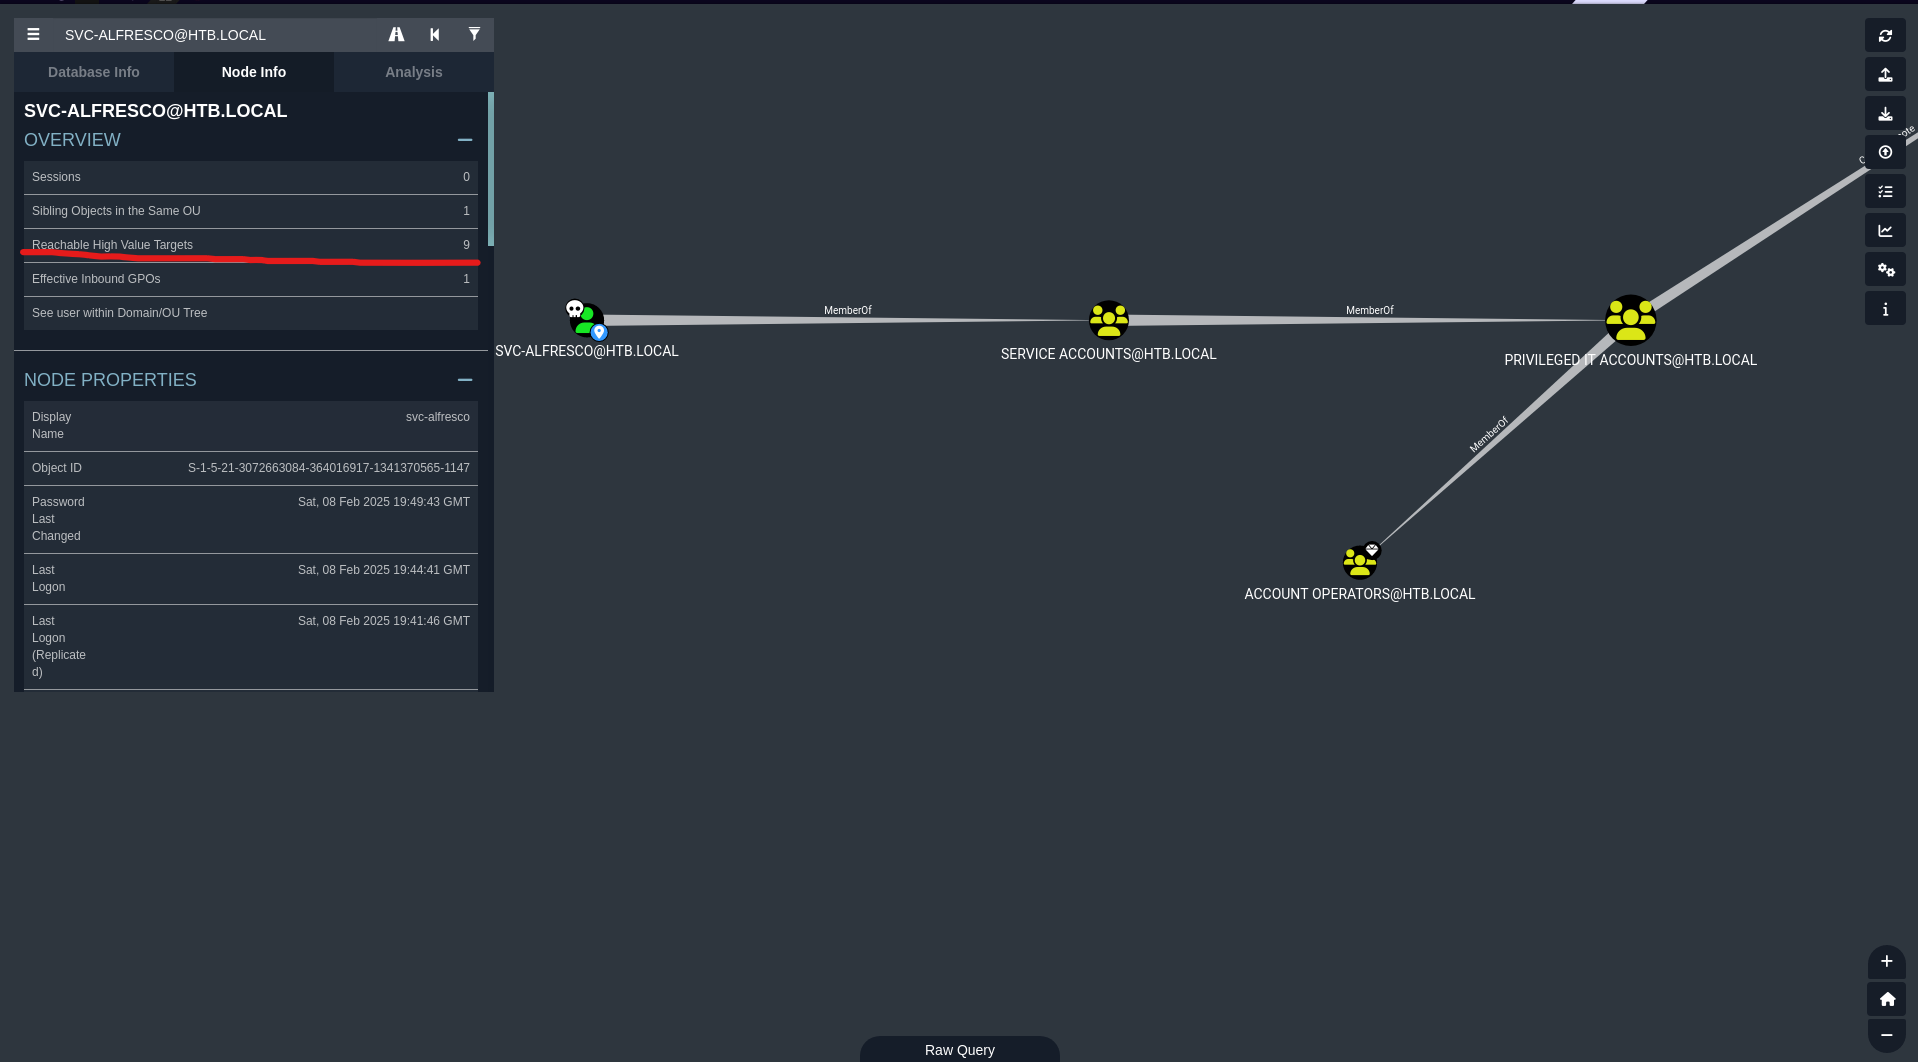 SVC-ALFRESCO@HTB.LOCAL
Database Info
Node Info
Analysis
SVC-ALFRESCO@HTB.LOCAL
OVERVIEW
Sessions 0
Sibling Objects in the Same OU 1
Reachable High Value Targets 9
Effective Inbound GPOs 1
See user within Domain/OU Tree
NODE PROPERTIES
Display svc-alfresco
Name
Object ID S-1-5-21-3072663084-364016917-1341370565-1147
Password Sat, 08 Feb 2025 19:49:43 GMT
Last
Changed
Last Sat, 08 Feb 2025 19:44:41 GMT
Logon
Last Sat, 08 Feb 2025 19:41:46 GMT
Logon
(Replicate
d)
MemberOf
MemberOf
SVC-ALFRESCO@HTB.LOCAL
SERVICE ACCOUNTS@HTB.LOCAL
PRIVILEGED IT ACCOUNTS@HTB.LOCAL
MemberOf
ACCOUNT OPERATORS@HTB.LOCAL
Raw Query